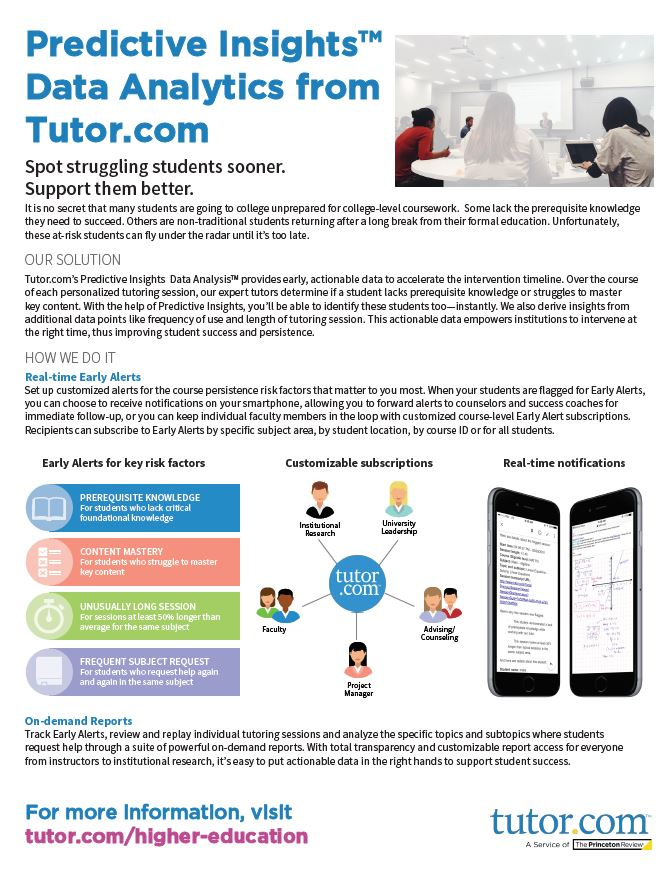 Predictive Insights™
Data Analytics from
Tutor.com
Spot struggling students sooner.
Support them better.
It is no secret that many students are going to college unprepared for college-level coursework. Some lack the prerequisite knowledge
they need to succeed. Others are non-traditional students returning after a long break from their formal education. Unfortunately,
these at-risk students can fly under the radar until it's too late.
OUR SOLUTION
Tutor.com's Predictive Insights Data Analysis™ provides early, actionable data to accelerate the intervention timeline. Over the course
of each personalized tutoring session, our expert tutors determine if a student lacks prerequisite knowledge or struggles to master
key content. With the help of Predictive Insights, you'll be able to identify these students too—instantly. We also derive insights from
additional data points like frequency of use and length of tutoring session. This actionable data empowers institutions to intervene at
the right time, thus improving student success and persistence.
HOW WE DO IT
Real-time Early Alerts
Set up customized alerts for the course persistence risk factors that matter to you most. When your students are flagged for Early Alerts,
you can choose to receive notifications on your smartphone, allowing you to forward alerts to counselors and success coaches for
immediate follow-up, or you can keep individual faculty members in the loop with customized course-level Early Alert subscriptions.
Recipients can subscribe to Early Alerts by specific subject area, by student location, by course ID or for all students.
Early Alerts for key risk factors
PREREQUISITE KNOWLEDGE
For students who lack critical
foundational knowledge
CONTENT MASTERY
For students who struggle to master
key content
UNUSUALLY LONG SESSION
For sessions at least 50% longer than
average for the same subject
FREQUENT SUBJECT REQUEST
For students who request help again
and again in the same subject
Customizable subscriptions
Institutional
Research
University
Leadership
tutor
.com
Faculty
Advising/
Counseling
Project
Manager
Real-time notifications
On-demand Reports
Track Early Alerts, review and replay individual tutoring sessions and analyze the specific topics and subtopics where students
request help through a suite of powerful on-demand reports. With total transparency and customizable report access for everyone
from instructors to institutional research, it's easy to put actionable data in the right hands to support student success.
For more information, visit
tutor.com/higher-education
tutor.com™
A Service of The Princeton Review